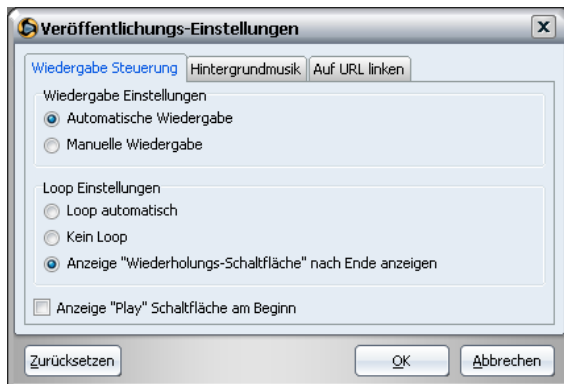 Veröffentlichungs-Einstellungen
Wiedergabe Steuerung Hintergrundmusik Auf URL linken
Wiedergabe Einstellungen
Automatische Wiedergabe
Manuelle Wiedergabe
Loop Einstellungen
Loop automatisch
Kein Loop
Anzeige "Wiederholungs-Schaltfläche" nach Ende anzeigen
Anzeige "Play" Schaltfläche am Beginn
Zurücksetzen OK Abbrechen